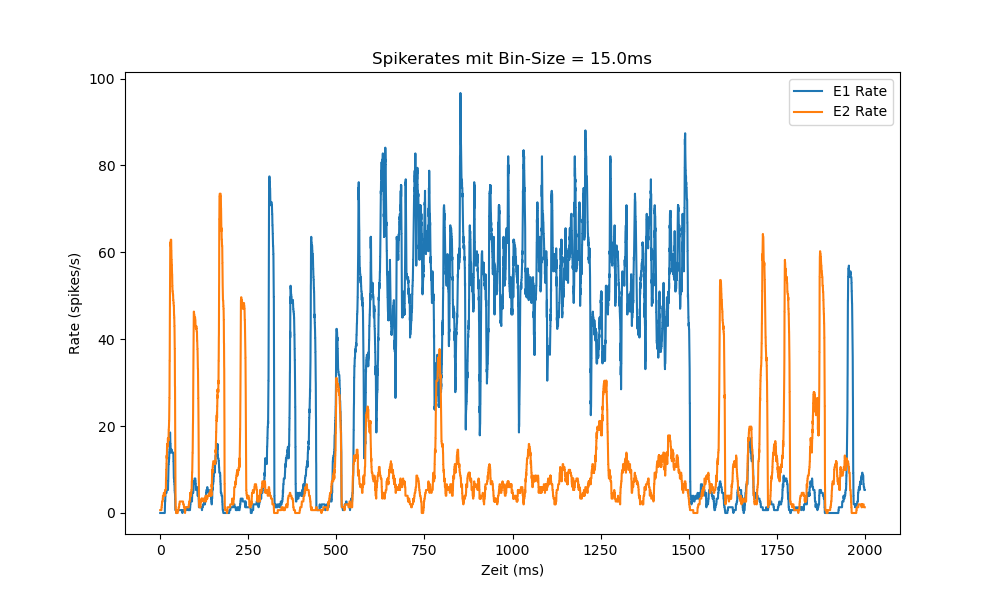 Spikerates mit Bin-Size = 15.0ms
E1 Rate
E2 Rate
Rate (spikes/s)
100
80
60
40
20
0
0 250 500 750 1000 1250 1500 1750 2000
Zeit (ms)